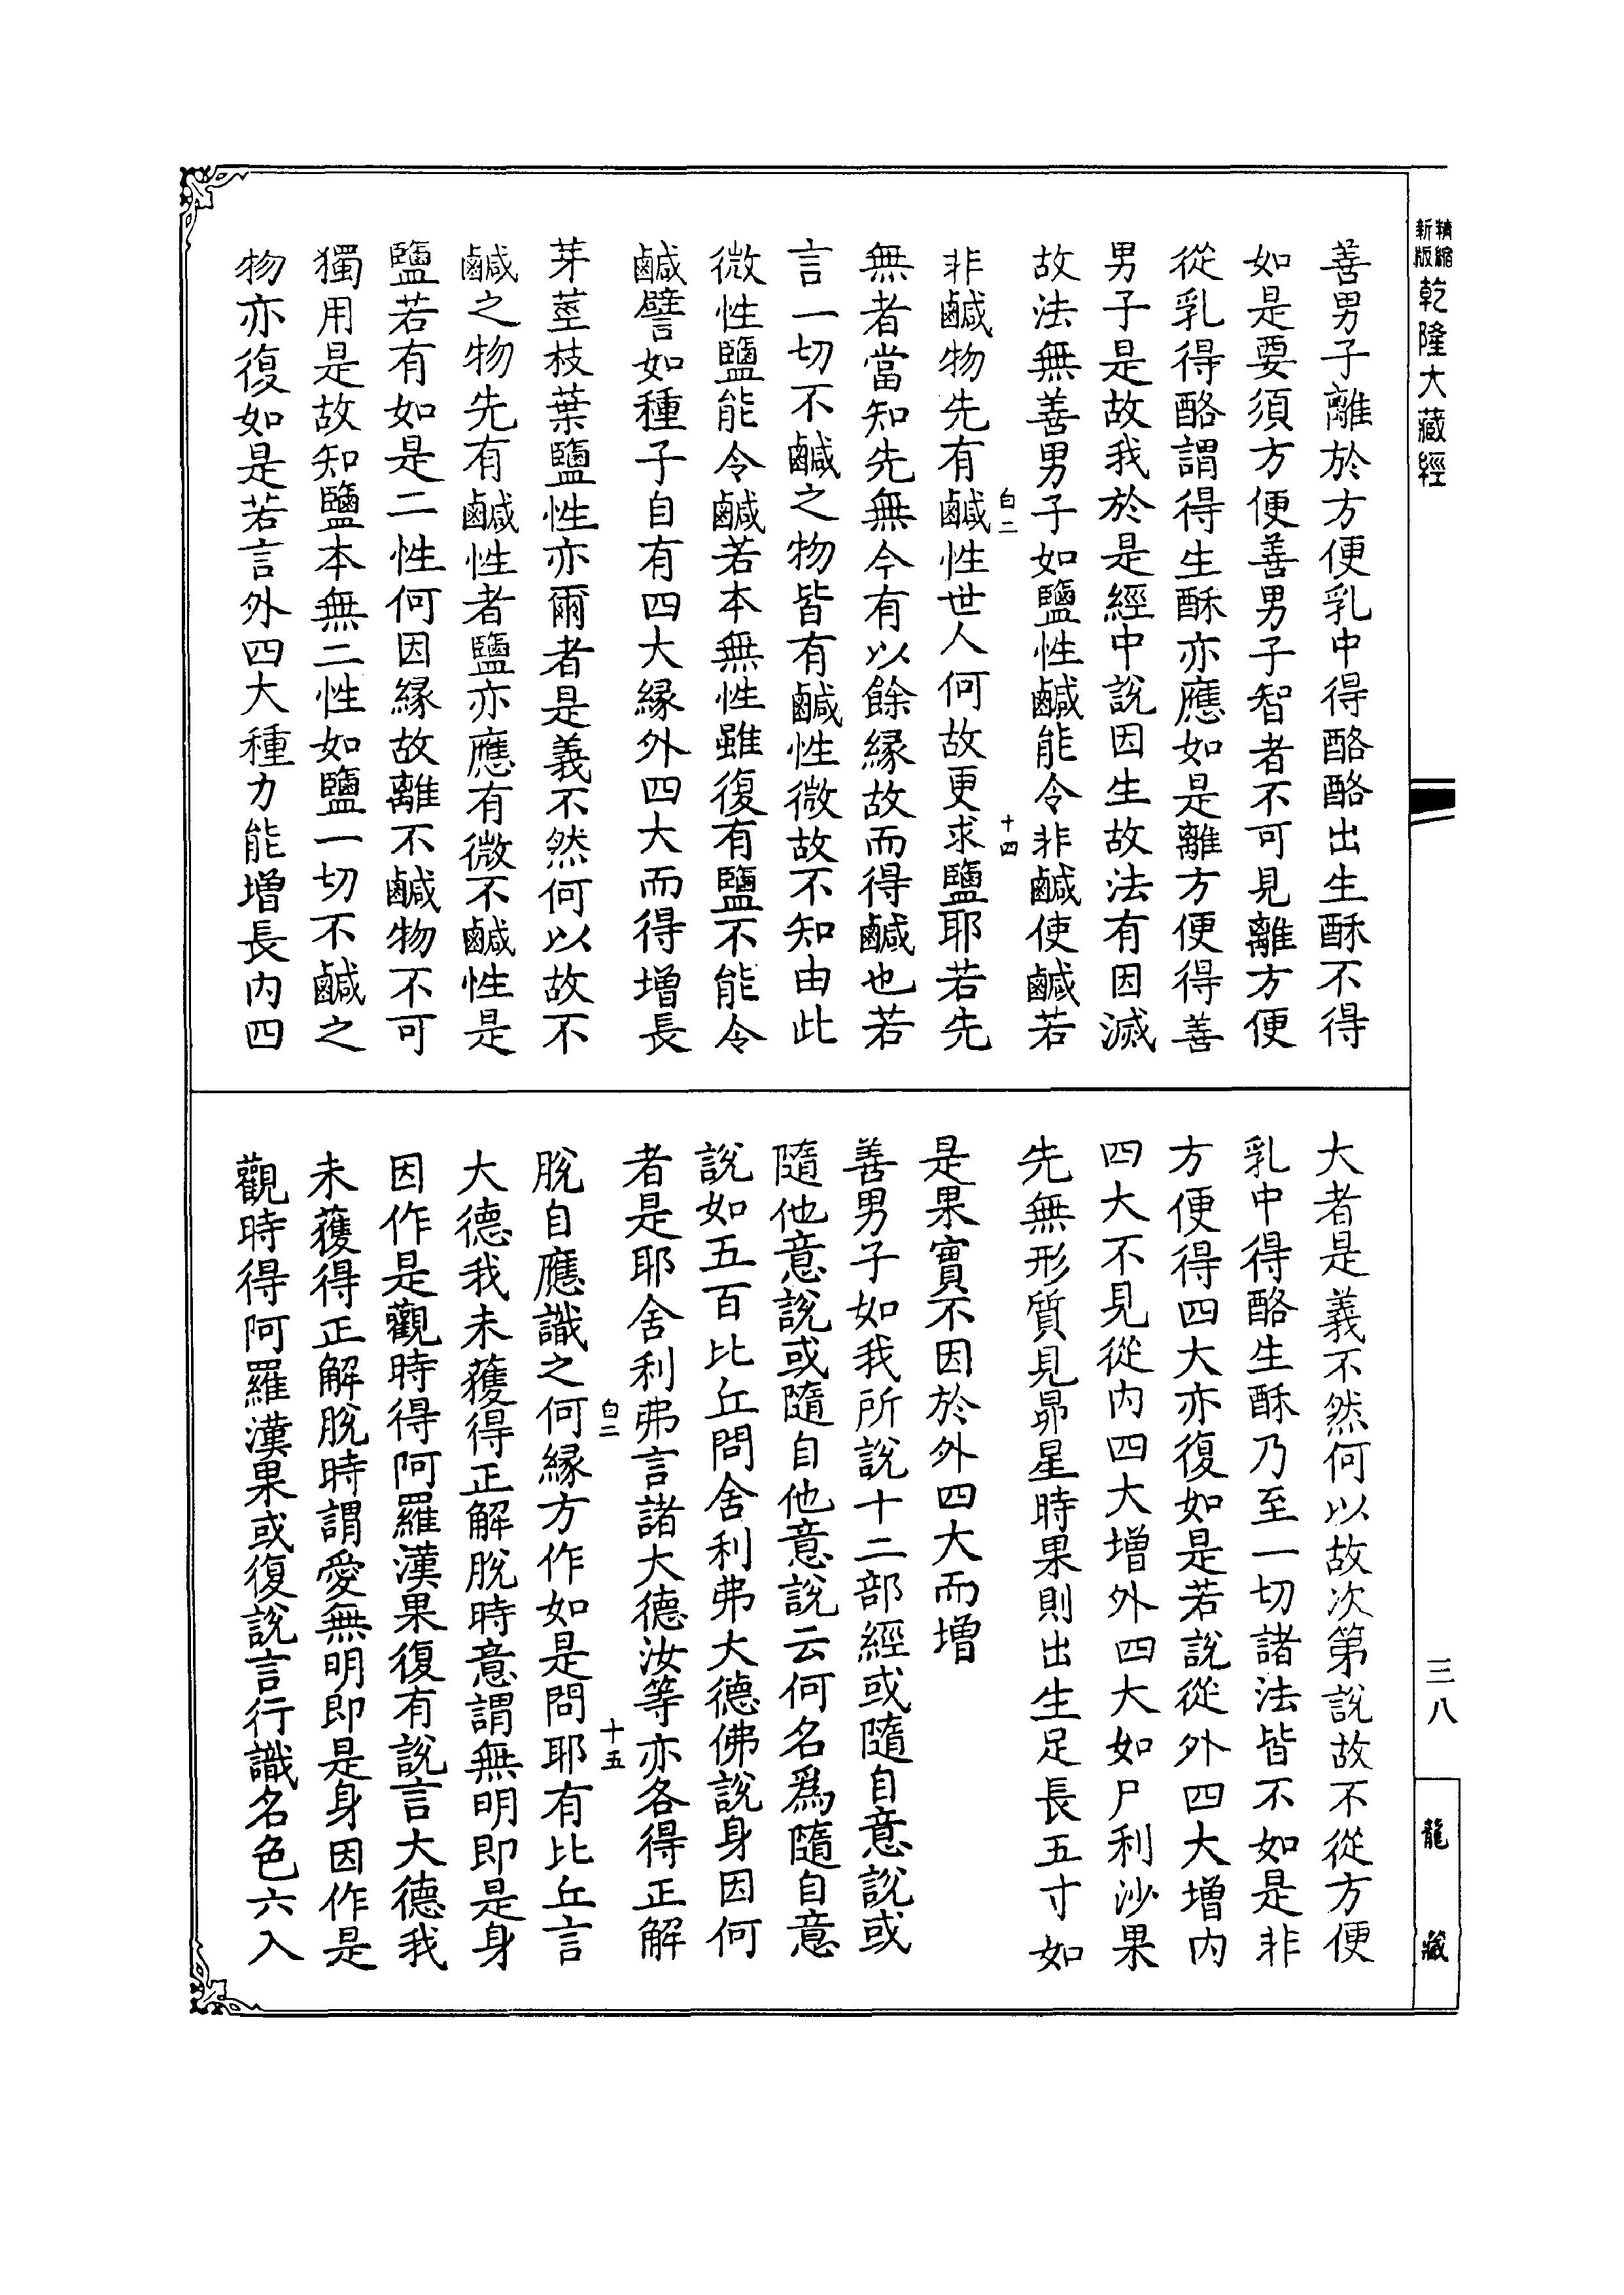 精縮
新版
乾隆大藏經
善男子離於方便乳中得酪酪出生酥不得
如是要須方便善男子智者不可見離方便
從乳得酪謂得生酥亦應如是離方便得善
男子是故我於是經中說因生故法有因滅
故法無善男子如鹽性鹹能令非鹹使鹹若
白二
十四
非鹹物先有鹹性世人何故更求鹽耶若先
無者當知先無今有以餘緣故而得鹹也若
言一切不鹹之物皆有鹹性微故不知由此
微性鹽能令鹹若本無性雖復有鹽不能令
鹹譬如種子自有四大緣外四大而得增長
芽莖枝葉鹽性亦爾者是義不然何以故不
鹹之物先有鹹性者鹽亦應有微不鹹性是
鹽若有如是二性何因緣故離不鹹物不可
獨用是故知鹽本無二性如鹽一切不鹹之
物亦復如是若言外四大種力能增長內四
大者是義不然何以故次第說故不從方便
乳中得酪生酥乃至一切諸法皆不如是非
方便得四大亦復如是若說從外四大增內
四大不見從內四大增外四大如尸利沙果
先無形質見昴星時果則出生足長五寸如
是果實不因於外四大而增
善男子如我所說十二部經或隨自意說或
隨他意說或隨自他意說云何名為隨自意
說如五百比丘問舍利弗大德佛說身因何
者是耶舍利弗言諸大德汝等亦各得正解
白二
十五
脫自應識之何緣方作如是問耶有比丘言
大德我未獲得正解脫時意謂無明即是身
因作是觀時得阿羅漢果復有說言大德我
未獲得正解脫時謂愛無明即是身因作是
觀時得阿羅漢果或復說言行識名色六入
三八
龍藏